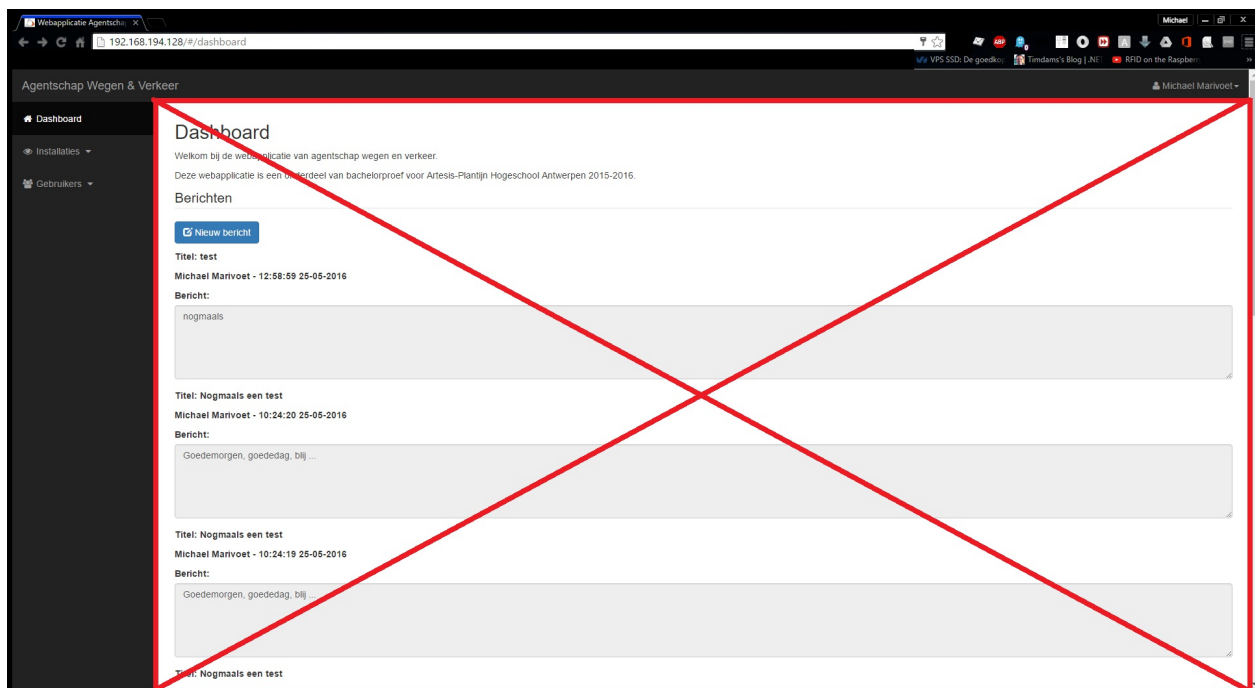 Webapplicatie Agentscha
Michael
192.168.194.128/#/dashboard
ABP
VPS SSD: De goedkop
Timdams's Blog | .NE
RFID on the Raspbern
Agentschap Wegen & Verkeer
Michael Marivoet
Dashboard
Installaties
Gebruikers
Dashboard
Welkom bij de webapplicatie van agentschap wegen en verkeer.
Deze webapplicatie is een onderdeel van bachelorproef voor Artesis-Plantijn Hogeschool Antwerpen 2015-2016.
Berichten
Nieuw bericht
Titel: test
Michael Marivoet - 12:58:59 25-05-2016
Bericht:
nogmaals
Titel: Nogmaals een test
Michael Marivoet - 10:24:20 25-05-2016
Bericht:
Goedemorgen, goededag, blij ...
Titel: Nogmaals een test
Michael Marivoet - 10:24:19 25-05-2016
Bericht:
Goedemorgen, goededag, blij ...
Titel: Nogmaals een test